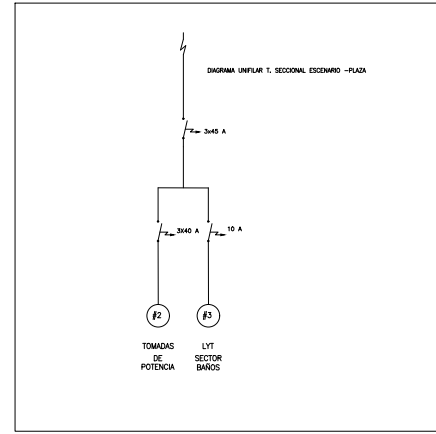 DIAGRAMA UNIFILAR T. SECCIONAL ESCENARIO -PLAZA
3x45 A
3X40 A
10 A
#2
#3
TOMADAS
DE
POTENCIA
LYT
SECTOR
BAÑOS